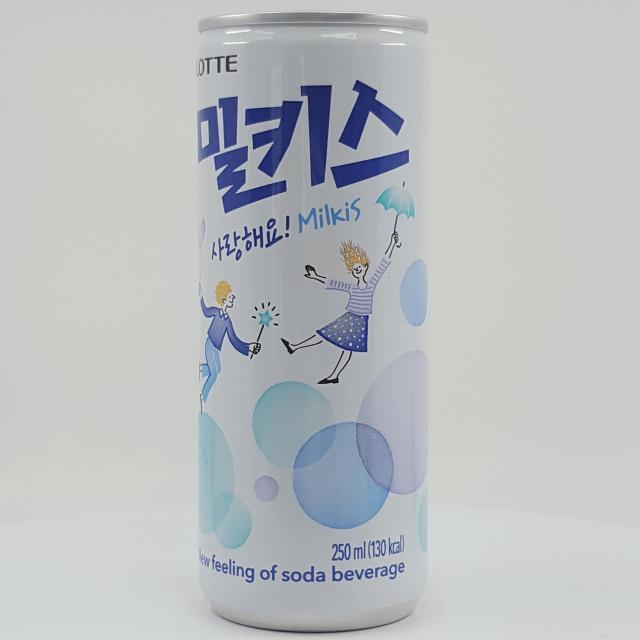 LOTTE
밀키스
사랑해요! Milkis
250 ml (130 kcal)
New feeling of soda beverage